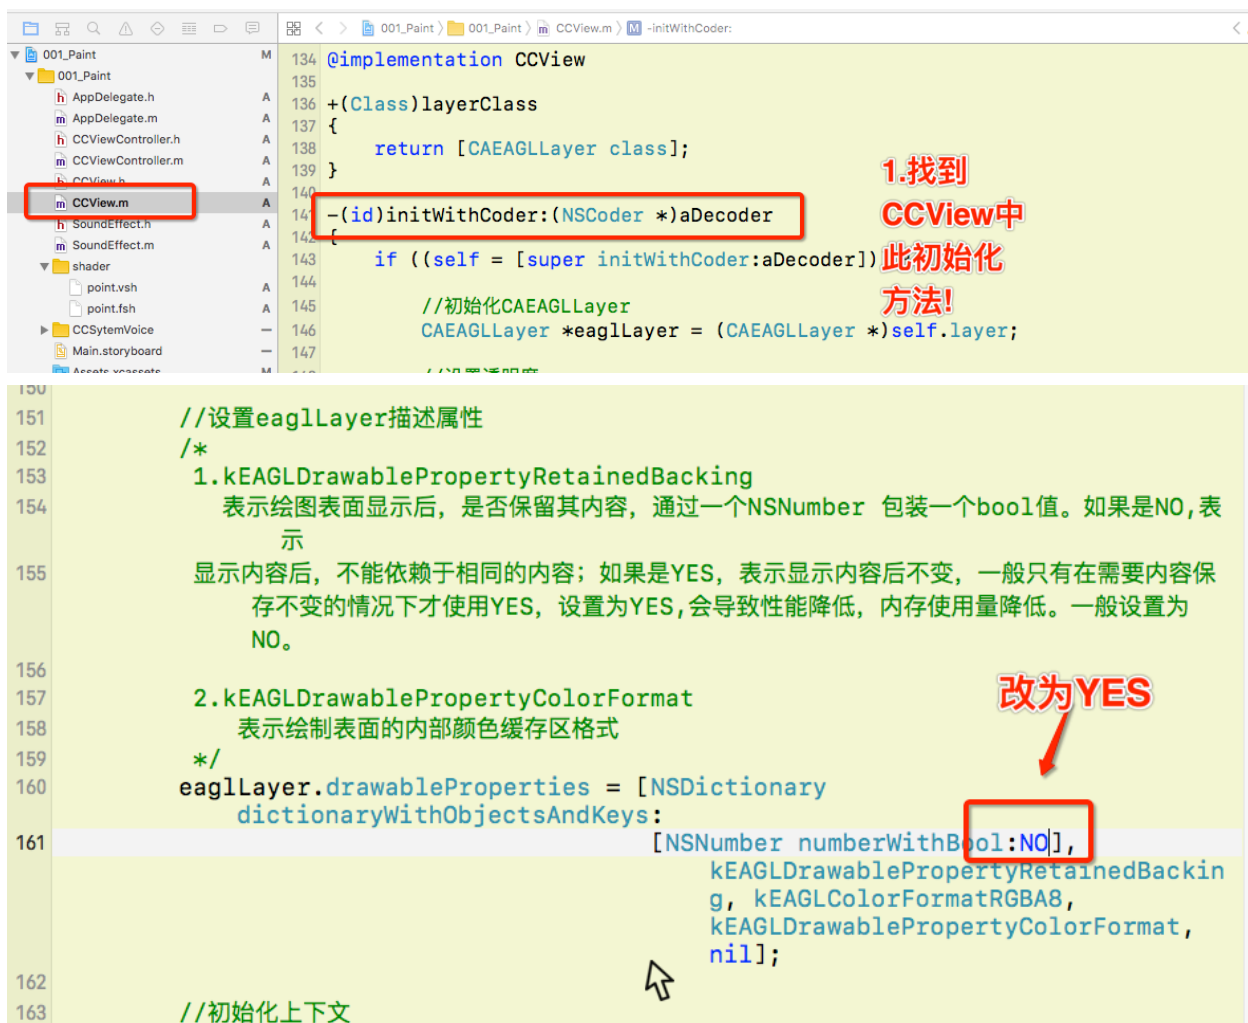 001_Paint 〉 001_Paint 〉 CCView.m 〉 M -initWithCoder:
001_Paint M
001_Paint
h AppDelegate.h A
m AppDelegate.m A
h CCViewController.h A
m CCViewController.m A
h CCView.h A
m CCView.m A
h SoundEffect.h A
m SoundEffect.m A
shader
point.vsh A
point.fsh A
CCSytemVoice —
Main.storyboard —
Assets.xcassets M
134 @implementation CCView
135
136 +(Class)layerClass
137 {
138 return [CAEAGLLayer class];
139 }
140
141 -(id)initWithCoder:(NSCoder *)aDecoder
142 {
143 if ((self = [super initWithCoder:aDecoder])
144
145 //初始化CAEAGLLayer
146 CAEAGLLayer *eaglLayer = (CAEAGLLayer *)self.layer;
147
//设置透明度
1.找到
CCView中
此初始化
方法!
150
151 //设置eaglLayer描述属性
152 /*
153 1.kEAGLDrawablePropertyRetainedBacking
154 表示绘图表面显示后，是否保留其内容，通过一个NSNumber 包装一个bool值。如果是NO,表
示
155 显示内容后，不能依赖于相同的内容；如果是YES，表示显示内容后不变，一般只有在需要内容保
存不变的情况下才使用YES，设置为YES,会导致性能降低，内存使用量降低。一般设置为
NO。
156
157 2.kEAGLDrawablePropertyColorFormat
158 表示绘制表面的内部颜色缓存区格式
159 */
改为YES
160 eaglLayer.drawableProperties = [NSDictionary
dictionaryWithObjectsAndKeys:
161 [NSNumber numberWithBool:NO],
kEAGLDrawablePropertyRetainedBackin
g, kEAGLColorFormatRGBA8,
kEAGLDrawablePropertyColorFormat,
nil];
162
163 //初始化上下文